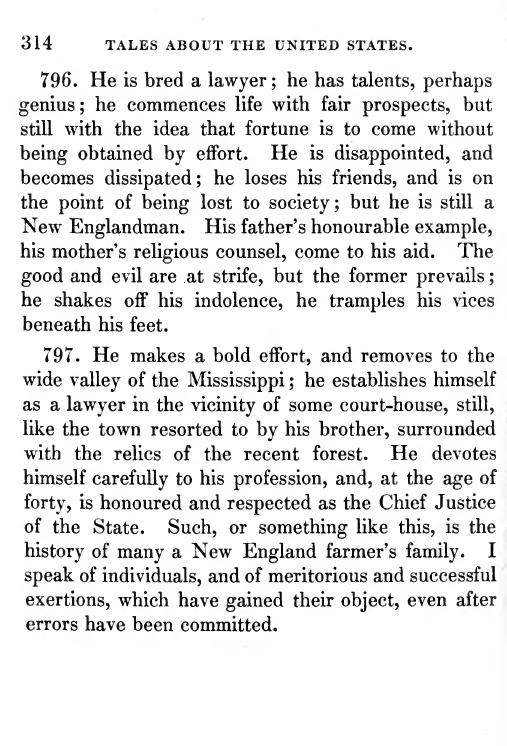 314 TALES ABOUT THE UNITED STATES.
796. He is bred a lawyer; he has talents, perhaps
genius; he commences life with fair prospects, but
still with the idea that fortune is to come without
being obtained by effort. He is disappointed, and
becomes dissipated; he loses his friends, and is on
the point of being lost to society; but he is still a
New Englandman. His father's honourable example,
his mother's religious counsel, come to his aid. The
good and evil are at strife, but the former prevails;
he shakes off his indolence, he tramples his vices
beneath his feet.
797. He makes a bold effort, and removes to the
wide valley of the Mississippi; he establishes himself
as a lawyer in the vicinity of some court-house, still,
like the town resorted to by his brother, surrounded
with the relics of the recent forest. He devotes
himself carefully to his profession, and, at the age of
forty, is honoured and respected as the Chief Justice
of the State. Such, or something like this, is the
history of many a New England farmer's family. I
speak of individuals, and of meritorious and successful
exertions, which have gained their object, even after
errors have been committed.